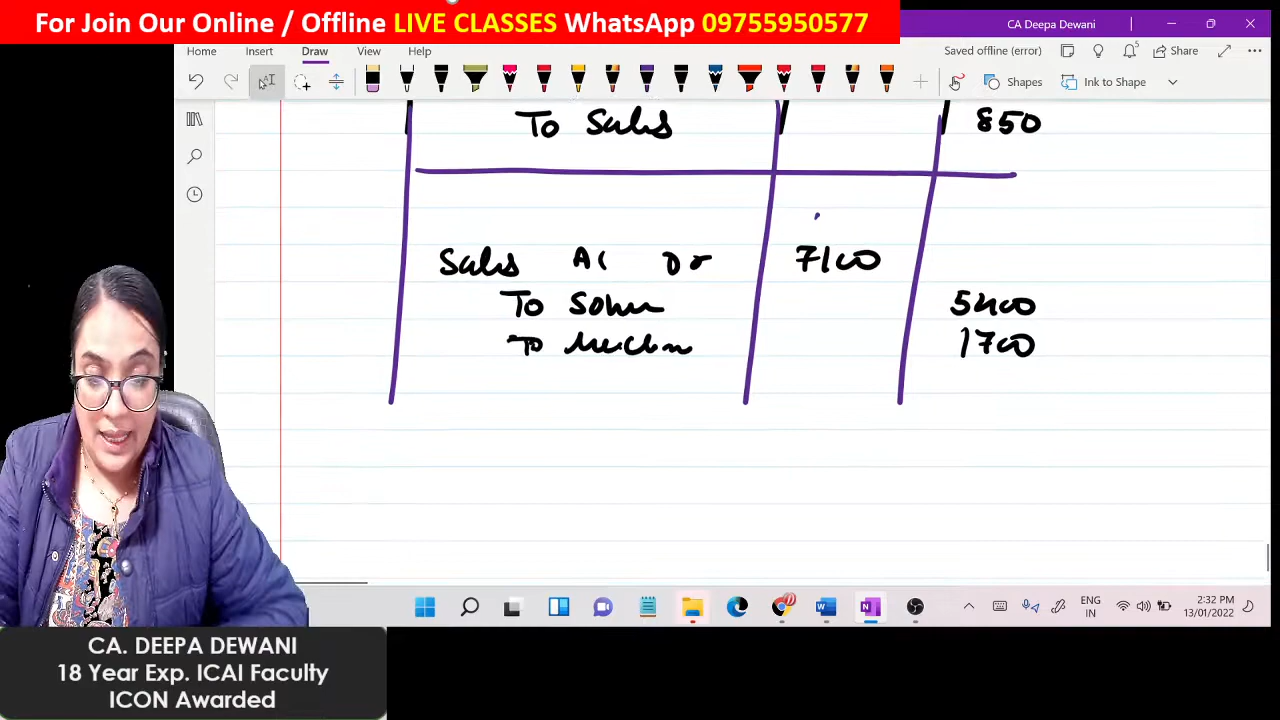 For Join Our Online / Offline LIVE CLASSES WhatsApp 09755950577
CA Deepa Dewani
Home Insert Draw View Help
Saved offline (error)
Share
Shapes
Ink to Shape
To Sales 850
Sales A( Dr 7100
To Sohan 5400
To 1700
ENG
IN
2:32 PM
13/01/2022
CA. DEEPA DEWANI
18 Year Exp. ICAI Faculty
ICON Awarded